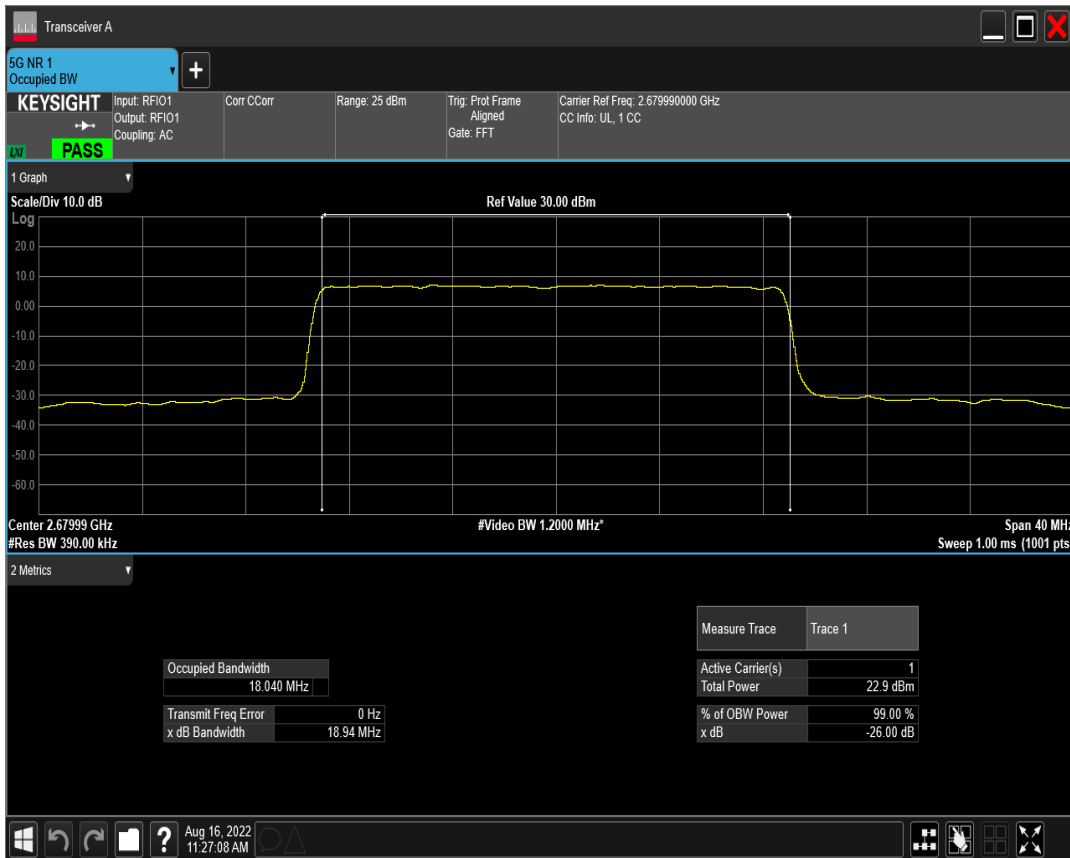 Transceiver A
5G NR 1
Occupied BW
+
KEYSIGHT
LXI
PASS
Input: RFIO1
Output: RFIO1
Coupling: AC
Corr CCorr
Range: 25 dBm
Trig: Prot Frame
Aligned
Gate: FFT
Carrier Ref Freq: 2.679990000 GHz
CC Info: UL, 1 CC
1 Graph
Scale/Div 10.0 dB
Ref Value 30.00 dBm
Log
20.0
10.0
0.00
-10.0
-20.0
-30.0
-40.0
-50.0
-60.0
Center 2.67999 GHz
#Video BW 1.2000 MHz*
Span 40 MHz
#Res BW 390.00 kHz
Sweep 1.00 ms (1001 pts
2 Metrics
Measure Trace Trace 1
Occupied Bandwidth
18.040 MHz
Active Carrier(s) 1
Total Power 22.9 dBm
Transmit Freq Error 0 Hz
x dB Bandwidth 18.94 MHz
% of OBW Power 99.00 %
x dB -26.00 dB
?
Aug 16, 2022
11:27:08 AM